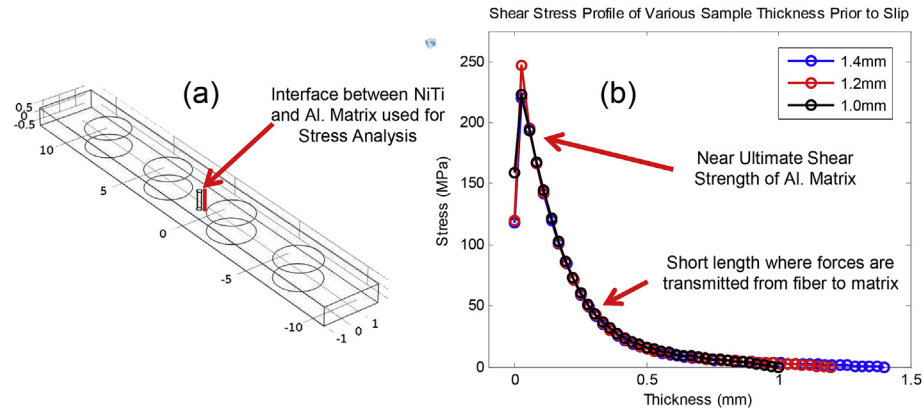 (a)
Interface between NiTi
and Al. Matrix used for
Stress Analysis
0.5
0
-0.5
10
5
0
-5
-10
-1
0
1
Shear Stress Profile of Various Sample Thickness Prior to Slip
(b)
1.4mm
1.2mm
1.0mm
Near Ultimate Shear
Strength of Al. Matrix
Short length where forces are
transmitted from fiber to matrix
Stress (MPa)
250
200
150
100
50
0
0
0.5
1
1.5
Thickness (mm)